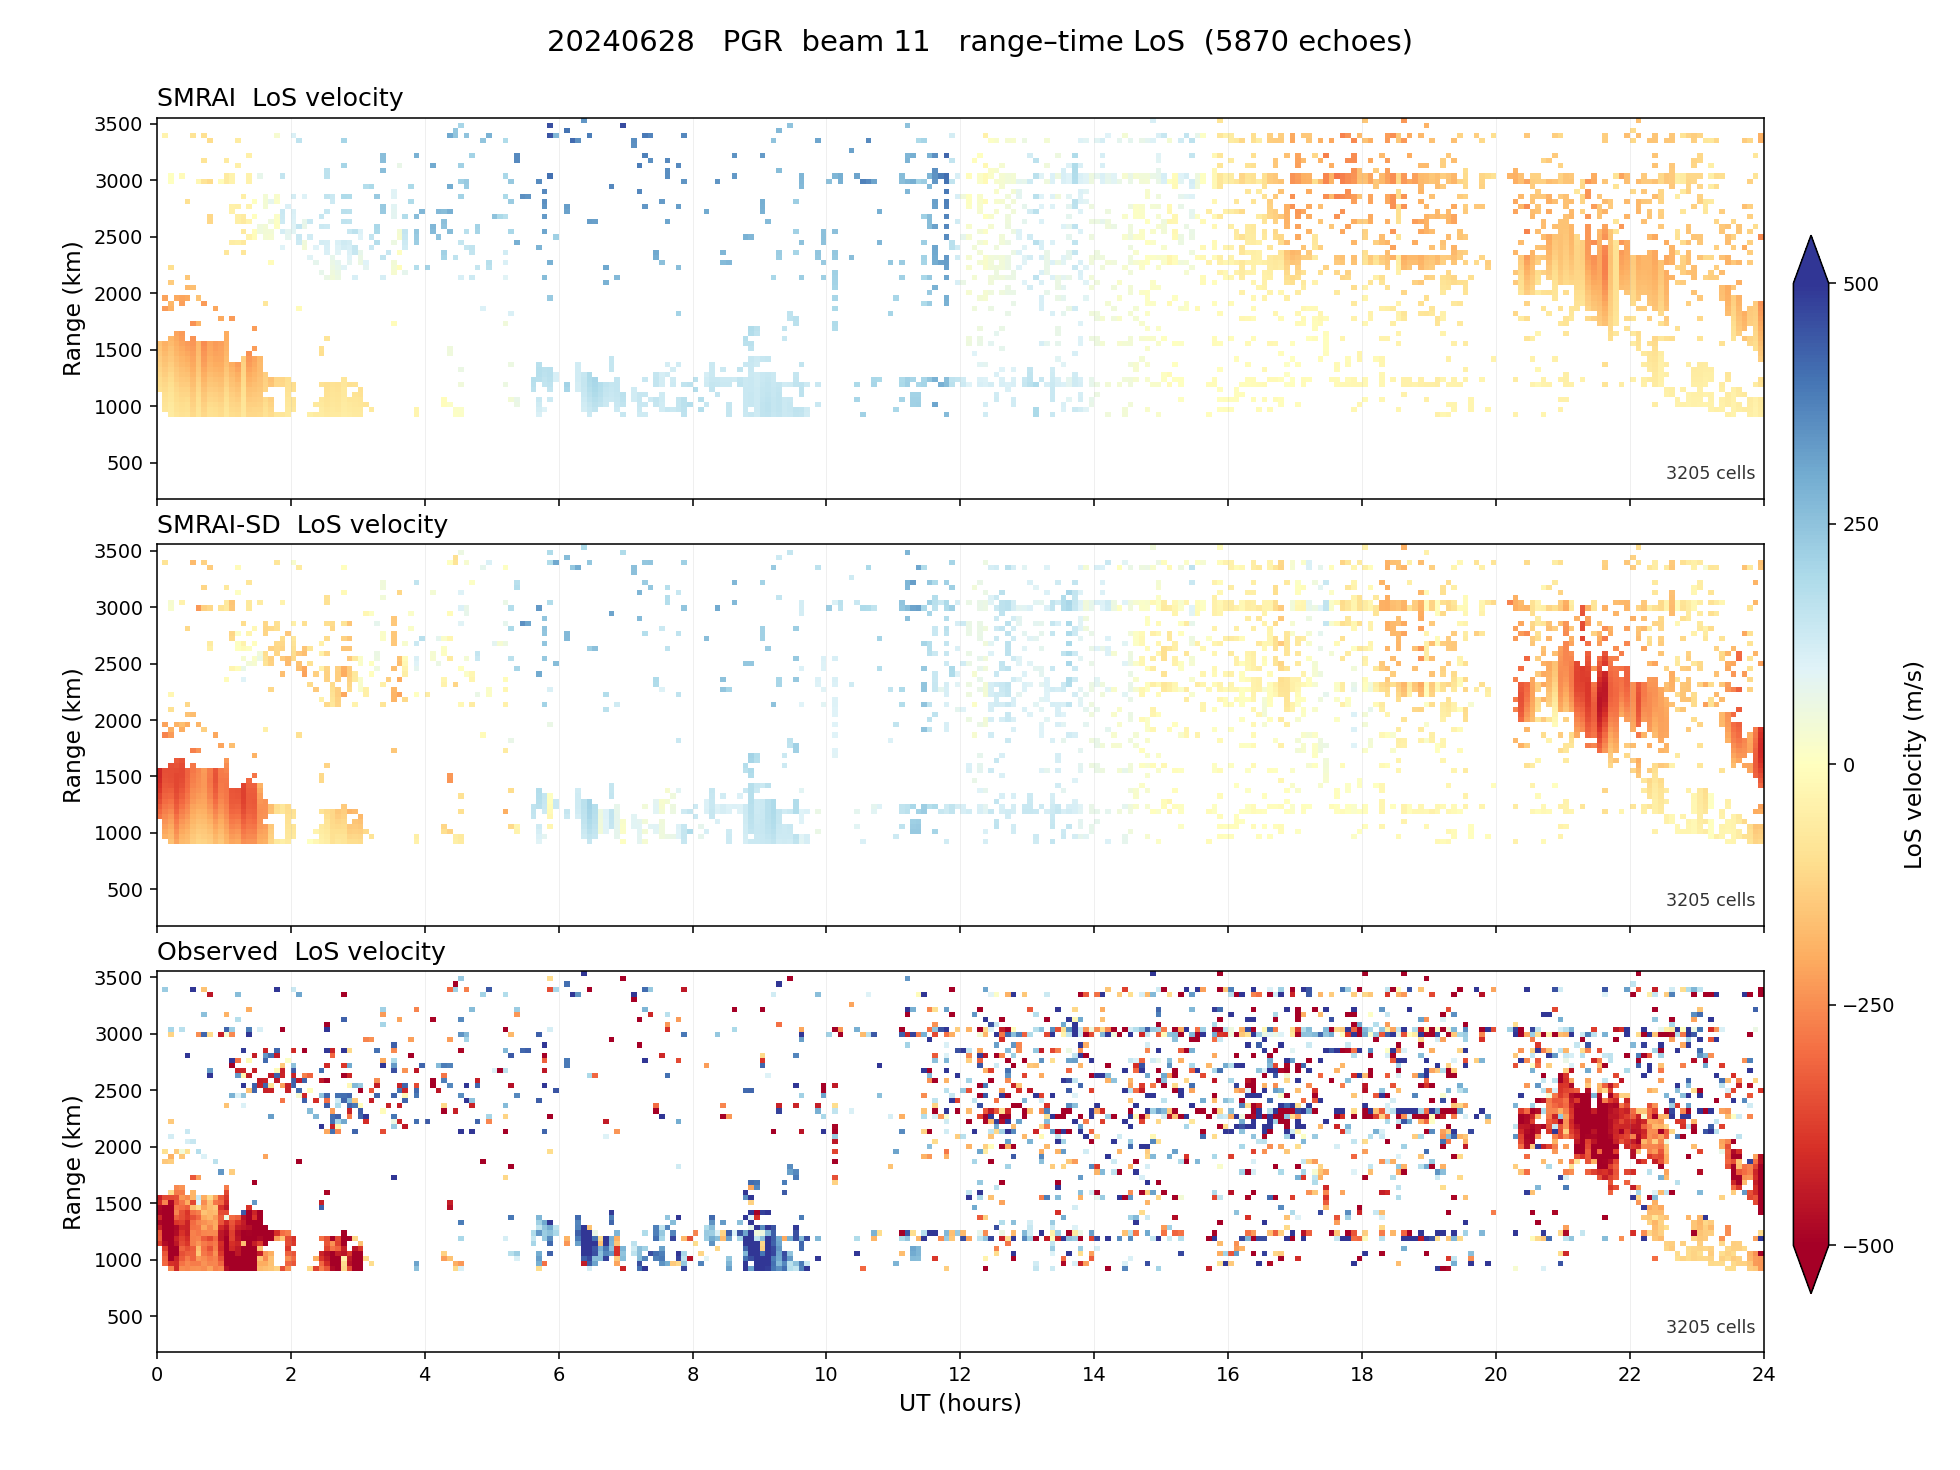 20240628   PGR  beam 11   range–time LoS  (5870 echoes)
SMRAI  LoS velocity
3500
3000
2500
2000
1500
1000
500
Range (km)
3205 cells
SMRAI-SD  LoS velocity
3500
3000
2500
2000
1500
1000
500
Range (km)
3205 cells
Observed  LoS velocity
3500
3000
2500
2000
1500
1000
500
Range (km)
3205 cells
0 2 4 6 8 10 12 14 16 18 20 22 24
UT (hours)
500
250
0
−250
−500
LoS velocity (m/s)